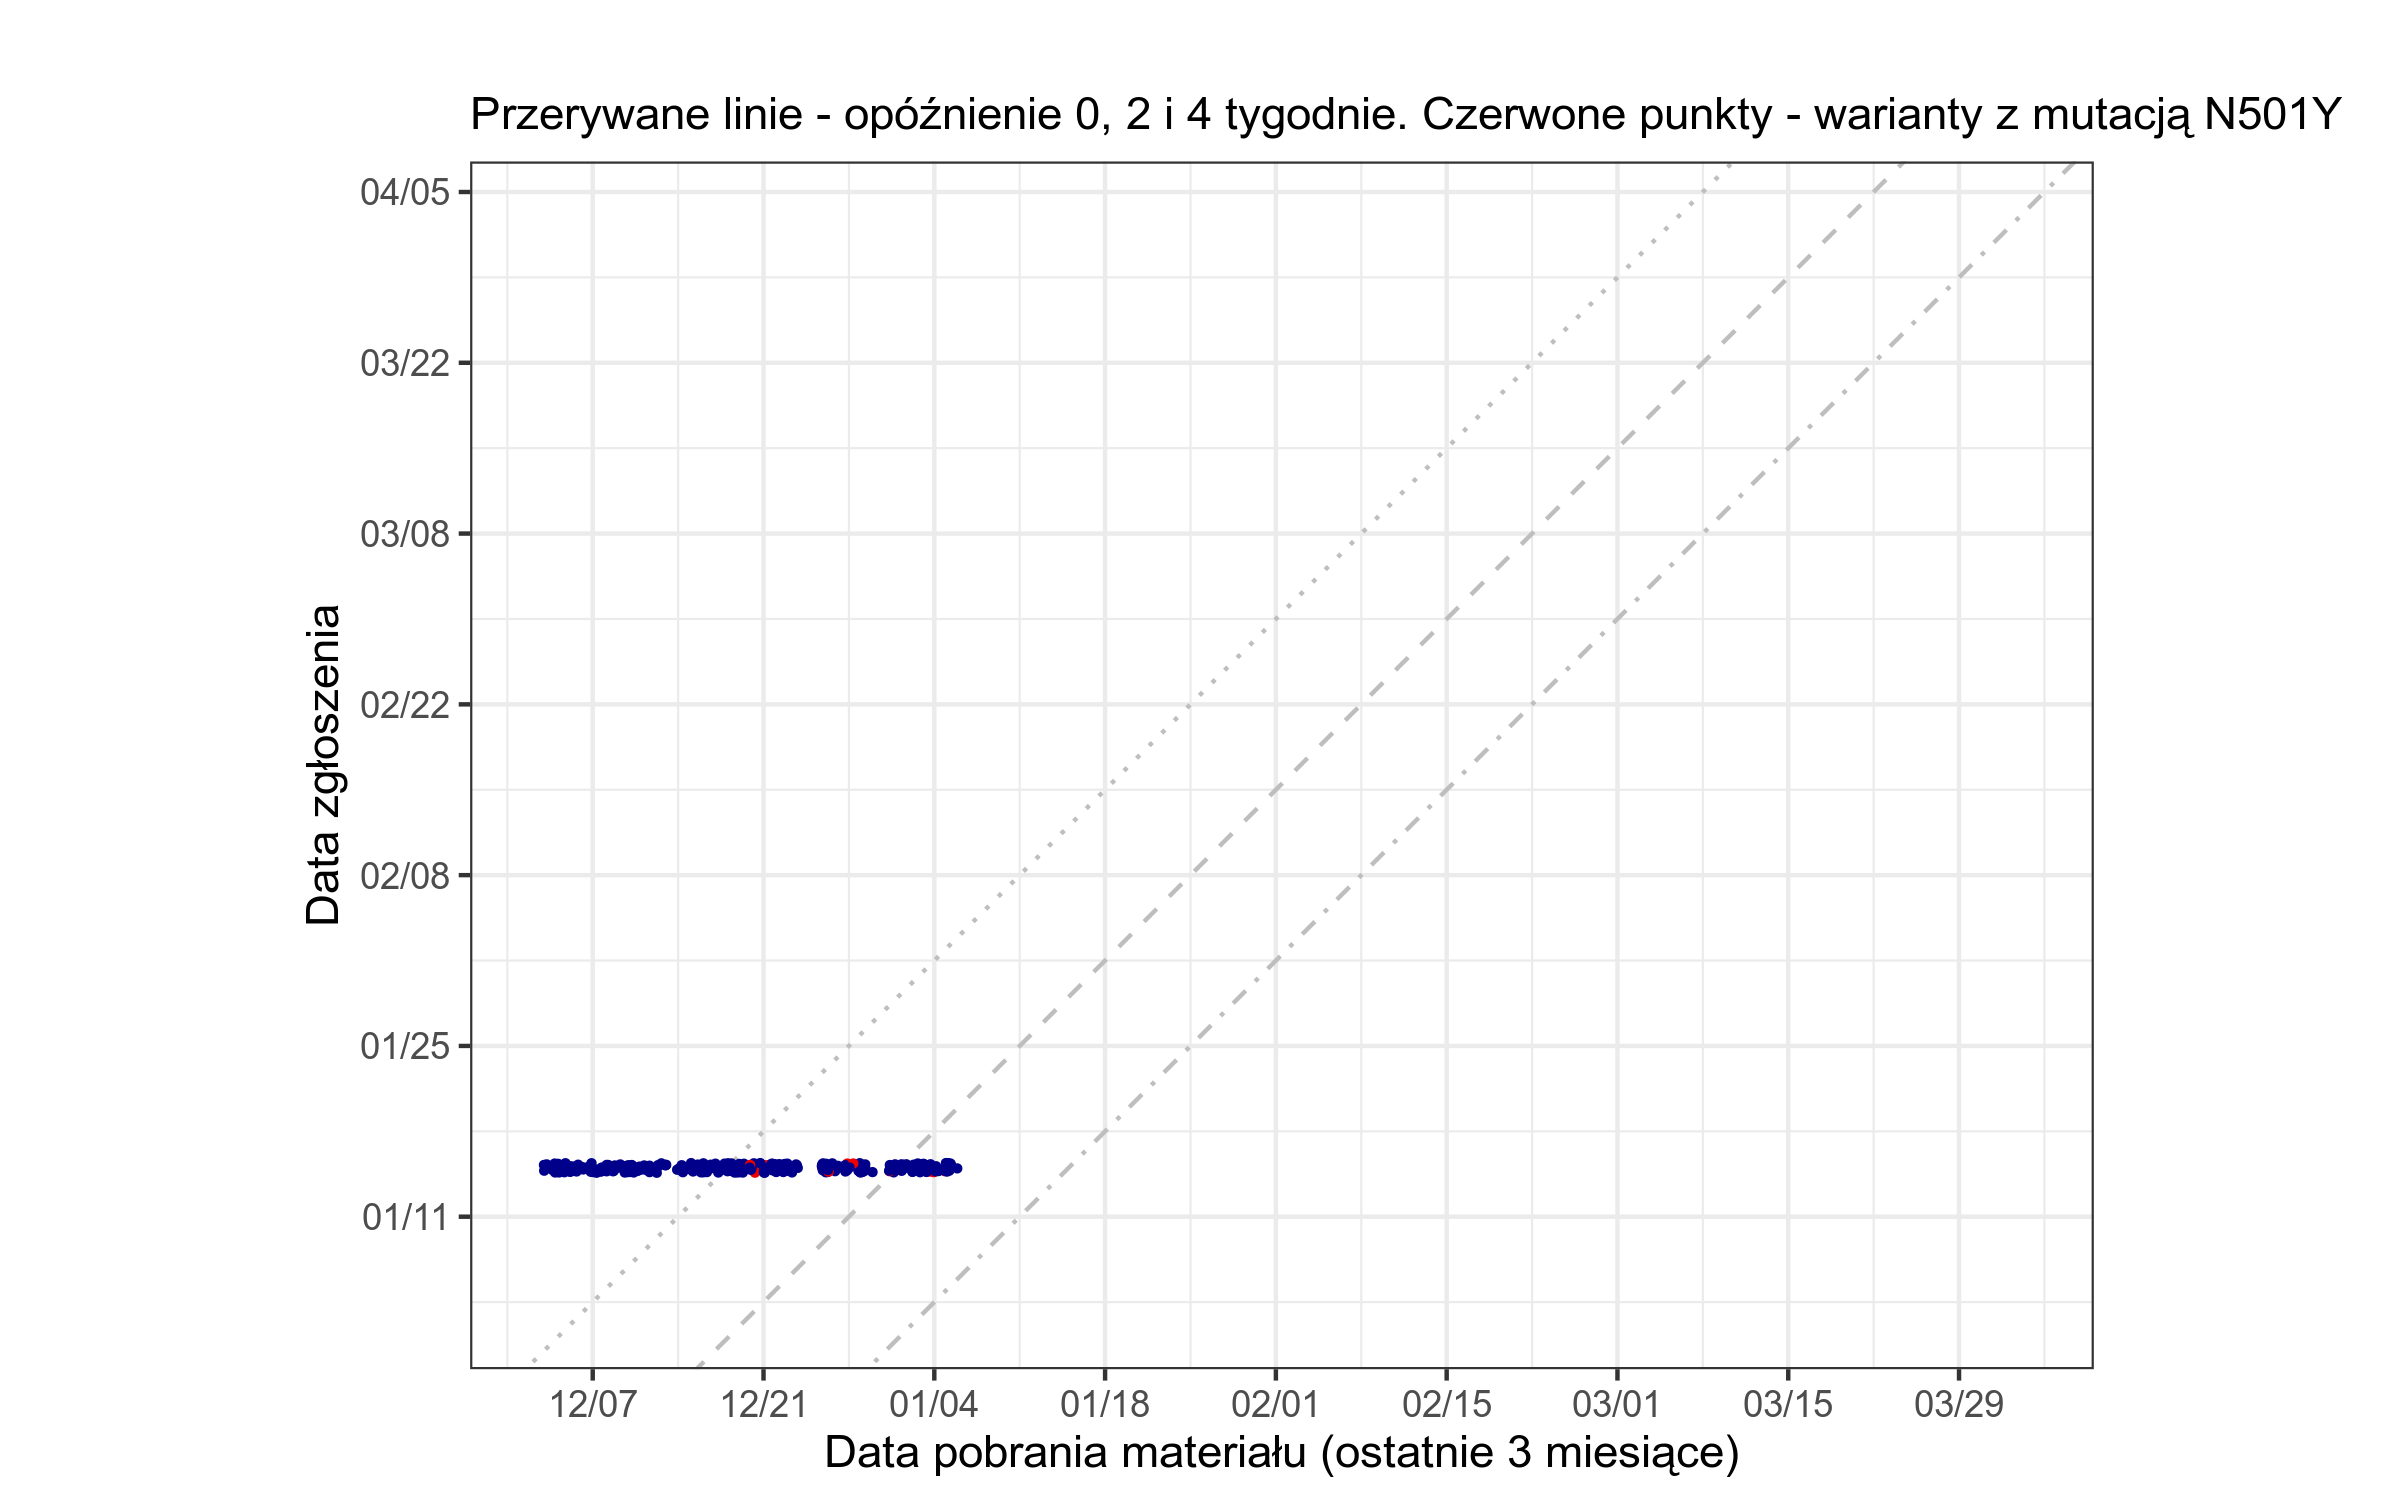 Przerywane linie - opóźnienie 0, 2 i 4 tygodnie. Czerwone punkty - warianty z mutacją N501Y
04/05
03/22
03/08
02/22
02/08
01/25
01/11
Data zgłoszenia
12/07 12/21 01/04 01/18 02/01 02/15 03/01 03/15 03/29
Data pobrania materiału (ostatnie 3 miesiące)